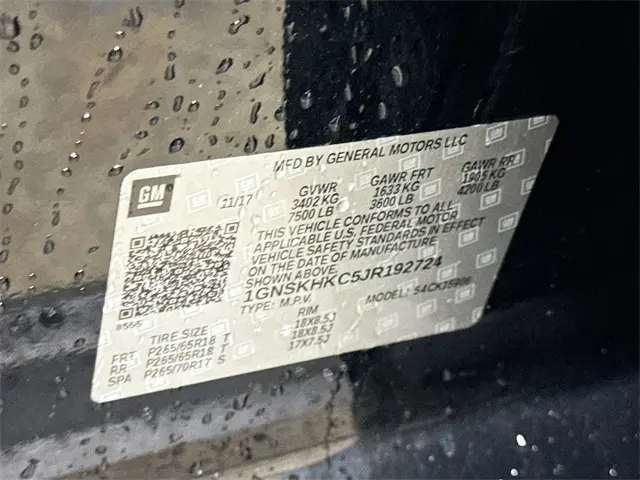 MFD BY GENERAL MOTORS LLC
GM
11/17
GVWR GAWR FRT GAWR RR
3402 KG 1633 KG 1905 KG
7500 LB 3600 LB 4200 LB
THIS VEHICLE CONFORMS TO ALL
APPLICABLE U.S. FEDERAL MOTOR
VEHICLE SAFETY STANDARDS IN EFFECT
ON THE DATE OF MANUFACTURE
SHOWN ABOVE.
1GNSKHKC5JR192724
TYPE: M.P.V. MODEL: S4CK15906
TIRE SIZE RIM
FRT P265/65R18 T 18X8.5J
RR P265/65R18 T 18X8.5J
SPA P265/70R17 S 17X7.5J